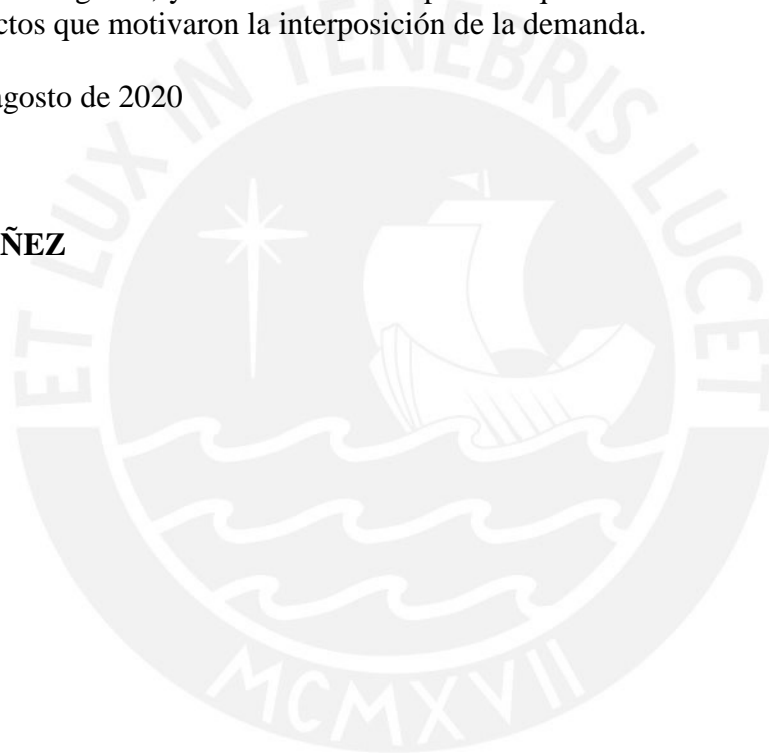 ctos que motivaron la interposición de la demanda.
agosto de 2020
ÑEZ
ET LUX IN TENEBRIS LUCET
MCMXVII